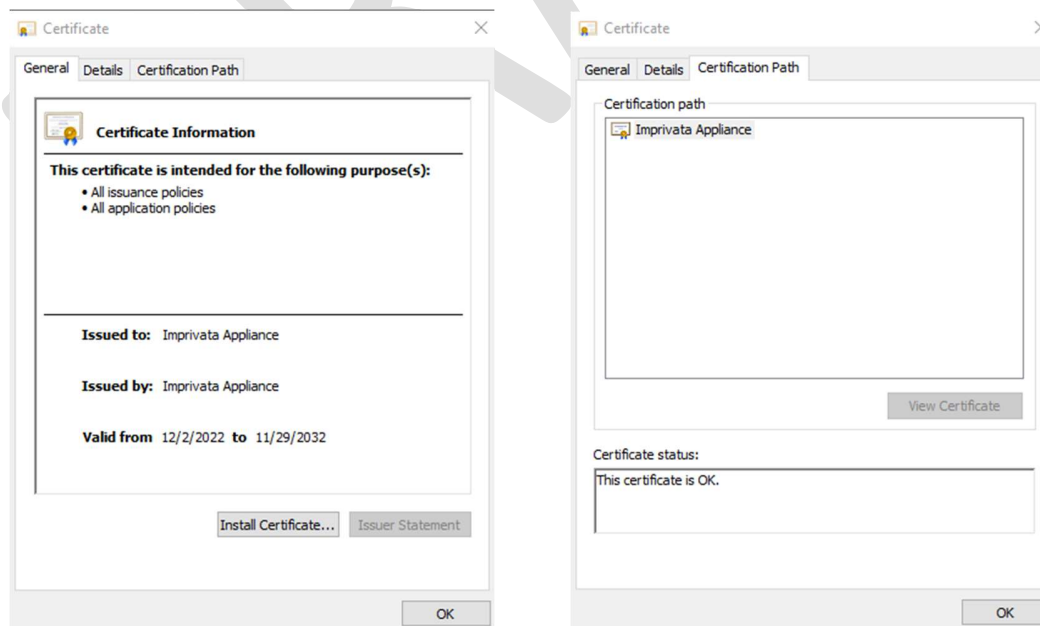 Certificate
General Details Certification Path
Certificate Information
This certificate is intended for the following purpose(s):
• All issuance policies
• All application policies
Issued to: Imprivata Appliance
Issued by: Imprivata Appliance
Valid from 12/2/2022 to 11/29/2032
Install Certificate... Issuer Statement
OK
Certificate
General Details Certification Path
Certification path
Imprivata Appliance
View Certificate
Certificate status:
This certificate is OK.
OK